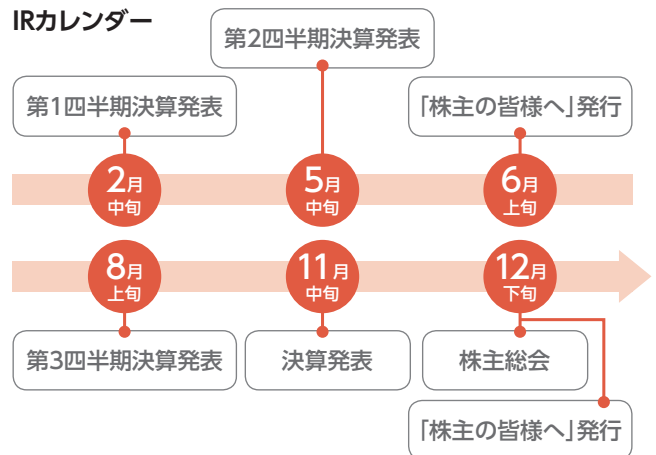 IRカレンダー
第2四半期決算発表
第1四半期決算発表
「株主の皆様へ」発行
2月
中旬
5月
中旬
6月
上旬
8月
上旬
11月
中旬
12月
下旬
第3四半期決算発表
決算発表
株主総会
「株主の皆様へ」発行